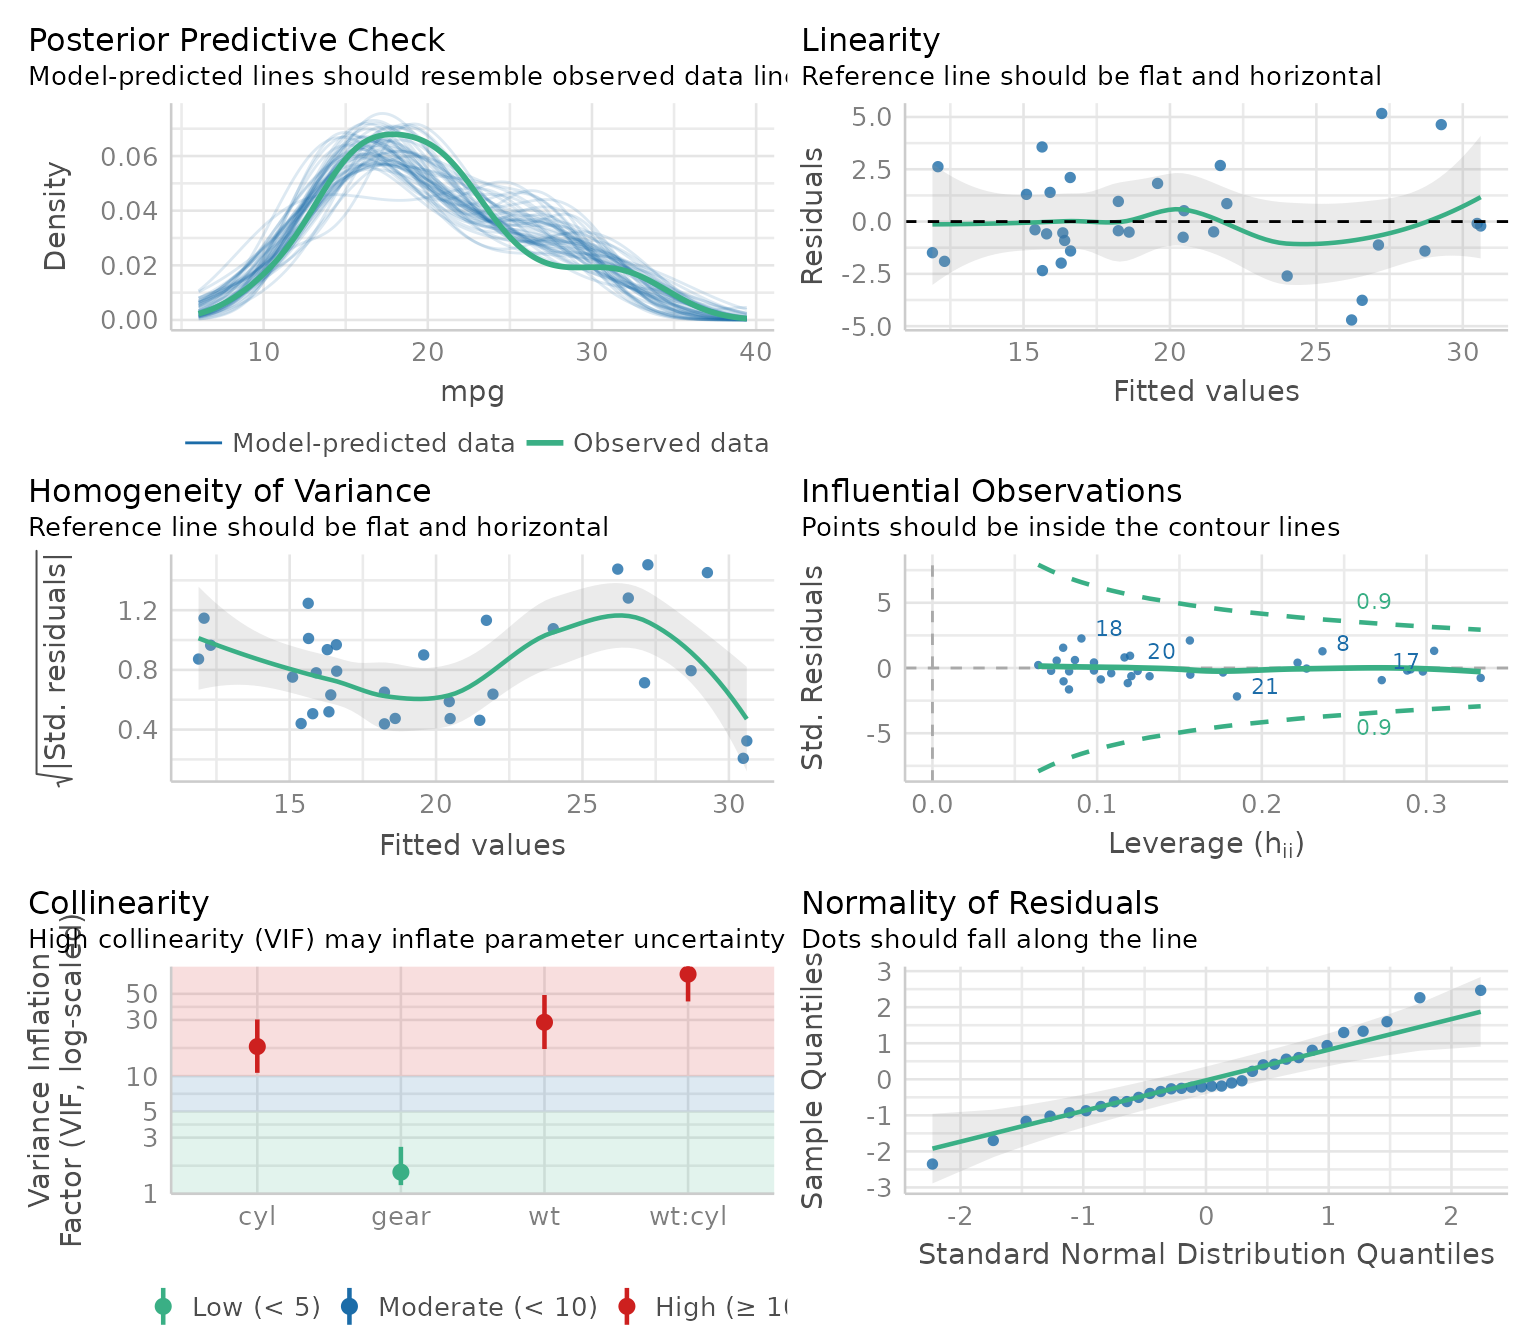 Posterior Predictive Check
Model-predicted lines should resemble observed data
Density
0.06
0.04
0.02
0.00
10 20 30 40
mpg
Model-predicted data Observed data
Linearity
Reference line should be flat and horizontal
Residuals
5.0
2.5
0.0
-2.5
-5.0
15 20 25 30
Fitted values
Homogeneity of Variance
Reference line should be flat and horizontal
√|Std. residuals|
1.2
0.8
0.4
15 20 25 30
Fitted values
Influential Observations
Points should be inside the contour lines
Std. Residuals
5
0
-5
0.9
18
20
8
17
21
0.9
0.0 0.1 0.2 0.3
Leverage (hii)
Collinearity
High collinearity (VIF) may inflate parameter uncertainty
Variance Inflation
Factor (VIF, log-scaled)
50
30
10
5
3
1
cyl gear wt wt:cyl
Low (< 5) Moderate (< 10) High (≥
Normality of Residuals
Dots should fall along the line
Sample Quantiles
3
2
1
0
-1
-2
-3
-2 -1 0 1 2
Standard Normal Distribution Quantiles